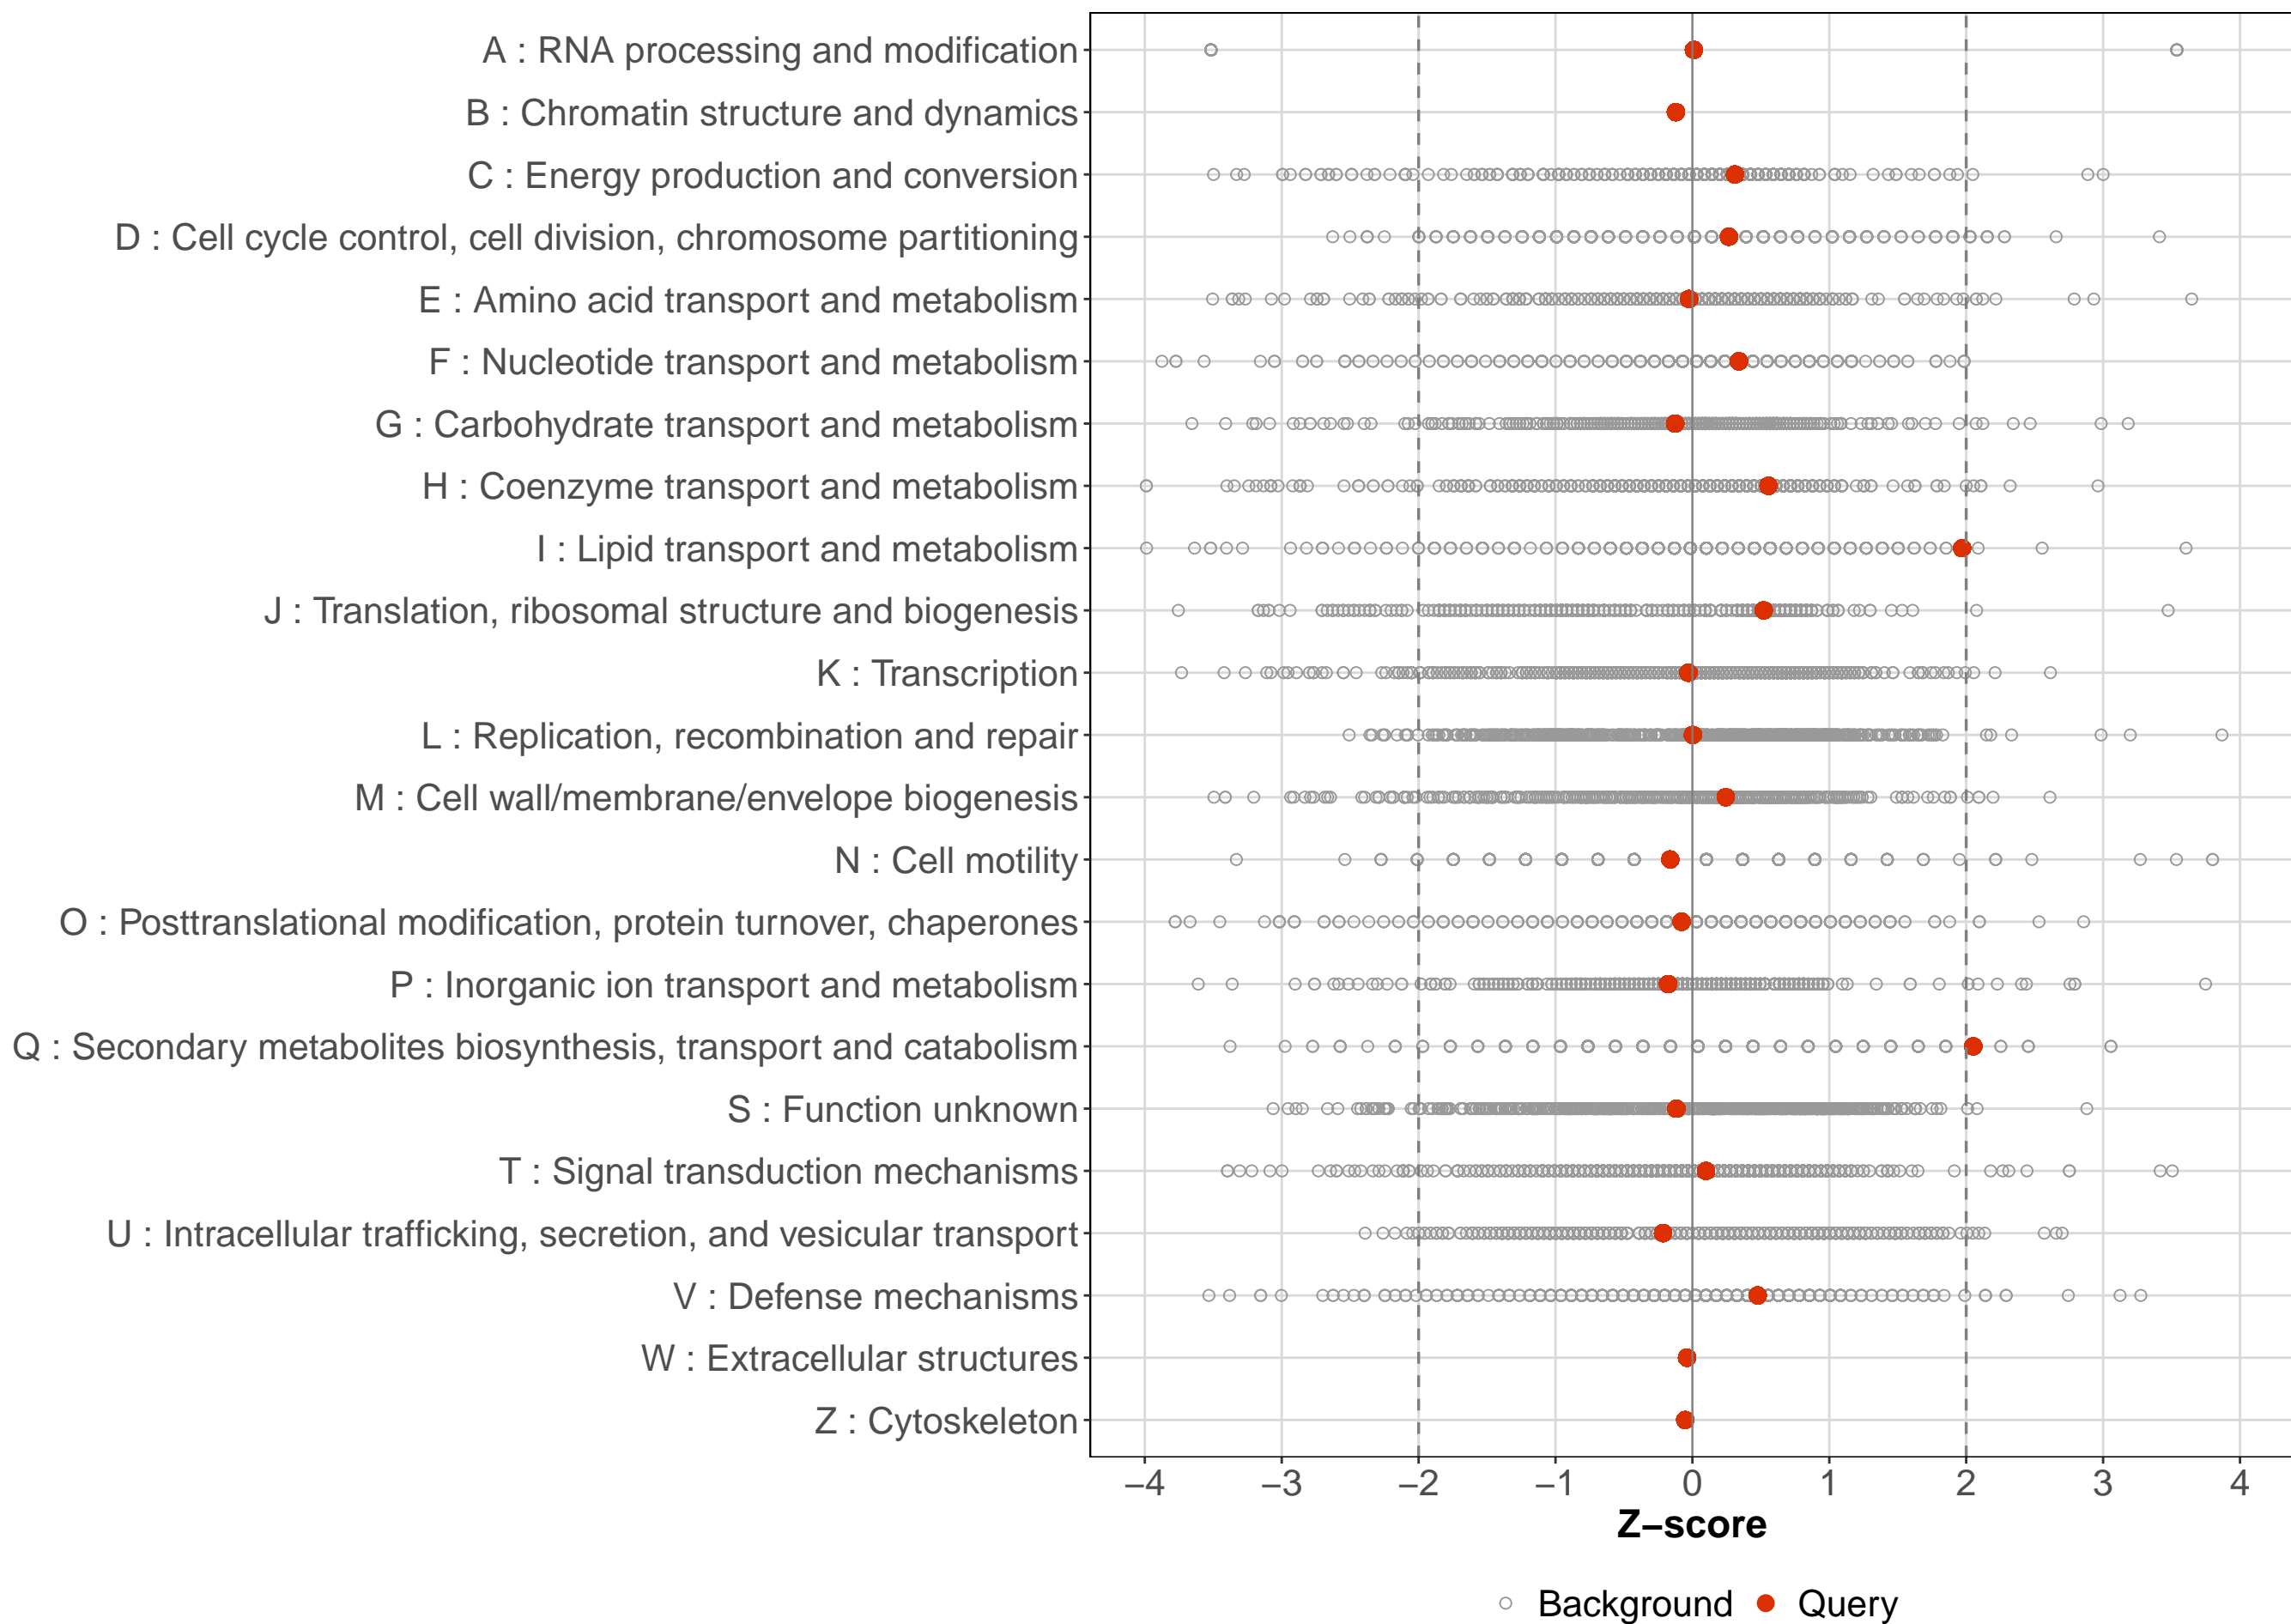 A : RNA processing and modification
B : Chromatin structure and dynamics
C : Energy production and conversion
D : Cell cycle control, cell division, chromosome partitioning
E : Amino acid transport and metabolism
F : Nucleotide transport and metabolism
G : Carbohydrate transport and metabolism
H : Coenzyme transport and metabolism
I : Lipid transport and metabolism
J : Translation, ribosomal structure and biogenesis
K : Transcription
L : Replication, recombination and repair
M : Cell wall/membrane/envelope biogenesis
N : Cell motility
O : Posttranslational modification, protein turnover, chaperones
P : Inorganic ion transport and metabolism
Q : Secondary metabolites biosynthesis, transport and catabolism
S : Function unknown
T : Signal transduction mechanisms
U : Intracellular trafficking, secretion, and vesicular transport
V : Defense mechanisms
W : Extracellular structures
Z : Cytoskeleton
−4 −3 −2 −1 0 1 2 3 4
Z−score
Background Query